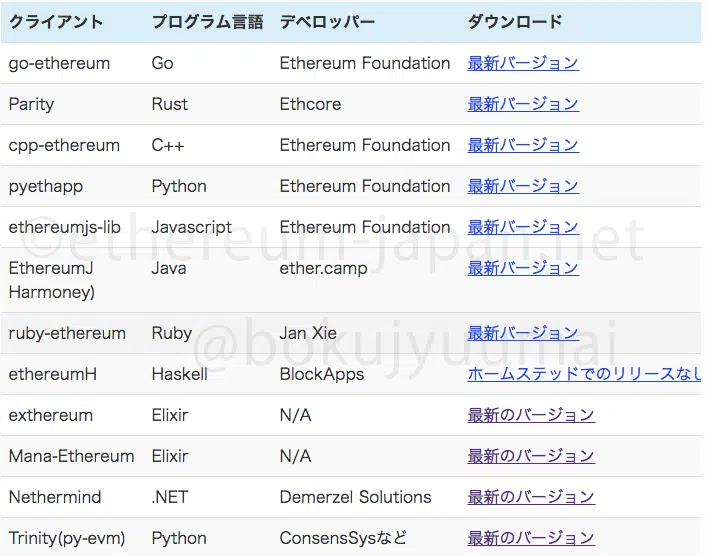 クライアント プログラム言語 デベロッパー ダウンロード
go-ethereum Go Ethereum Foundation 最新バージョン
Parity Rust Ethcore 最新バージョン
cpp-ethereum C++ Ethereum Foundation 最新バージョン
pyethapp Python Ethereum Foundation 最新バージョン
ethereumjs-lib Javascript Ethereum Foundation 最新バージョン
©ethereum-japan.net
EthereumJ Java ether.camp 最新バージョン
Harmoney)
ruby-ethereum Ruby Jan Xie 最新バージョン
@bokujyuumai
ethereumH Haskell BlockApps ホームステッドでのリリースなし
exthereum Elixir N/A 最新のバージョン
Mana-Ethereum Elixir N/A 最新のバージョン
Nethermind .NET Demerzel Solutions 最新のバージョン
Trinity(py-evm) Python ConsensSysなど 最新のバージョン